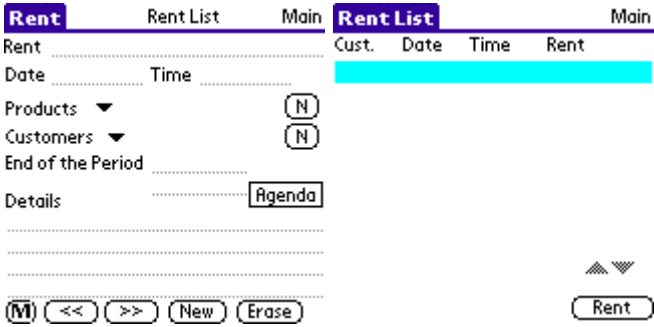 Rent Rent List Main
Rent
Date Time
Products N
Customers N
End of the Period
Details Agenda
M << >> New Erase
Rent List Main
Cust. Date Time Rent
Rent